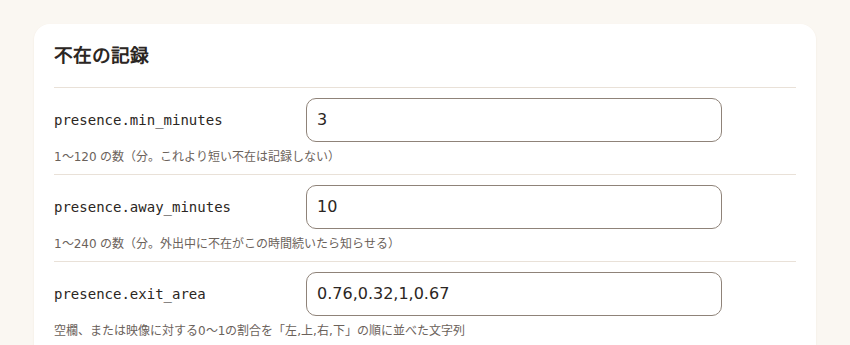 不在の記録
presence.min_minutes
3
1〜120 の数（分。これより短い不在は記録しない）
presence.away_minutes
10
1〜240 の数（分。外出中に不在がこの時間続いたら知らせる）
presence.exit_area
0.76,0.32,1,0.67
空欄、または映像に対する0〜1の割合を「左,上,右,下」の順に並べた文字列